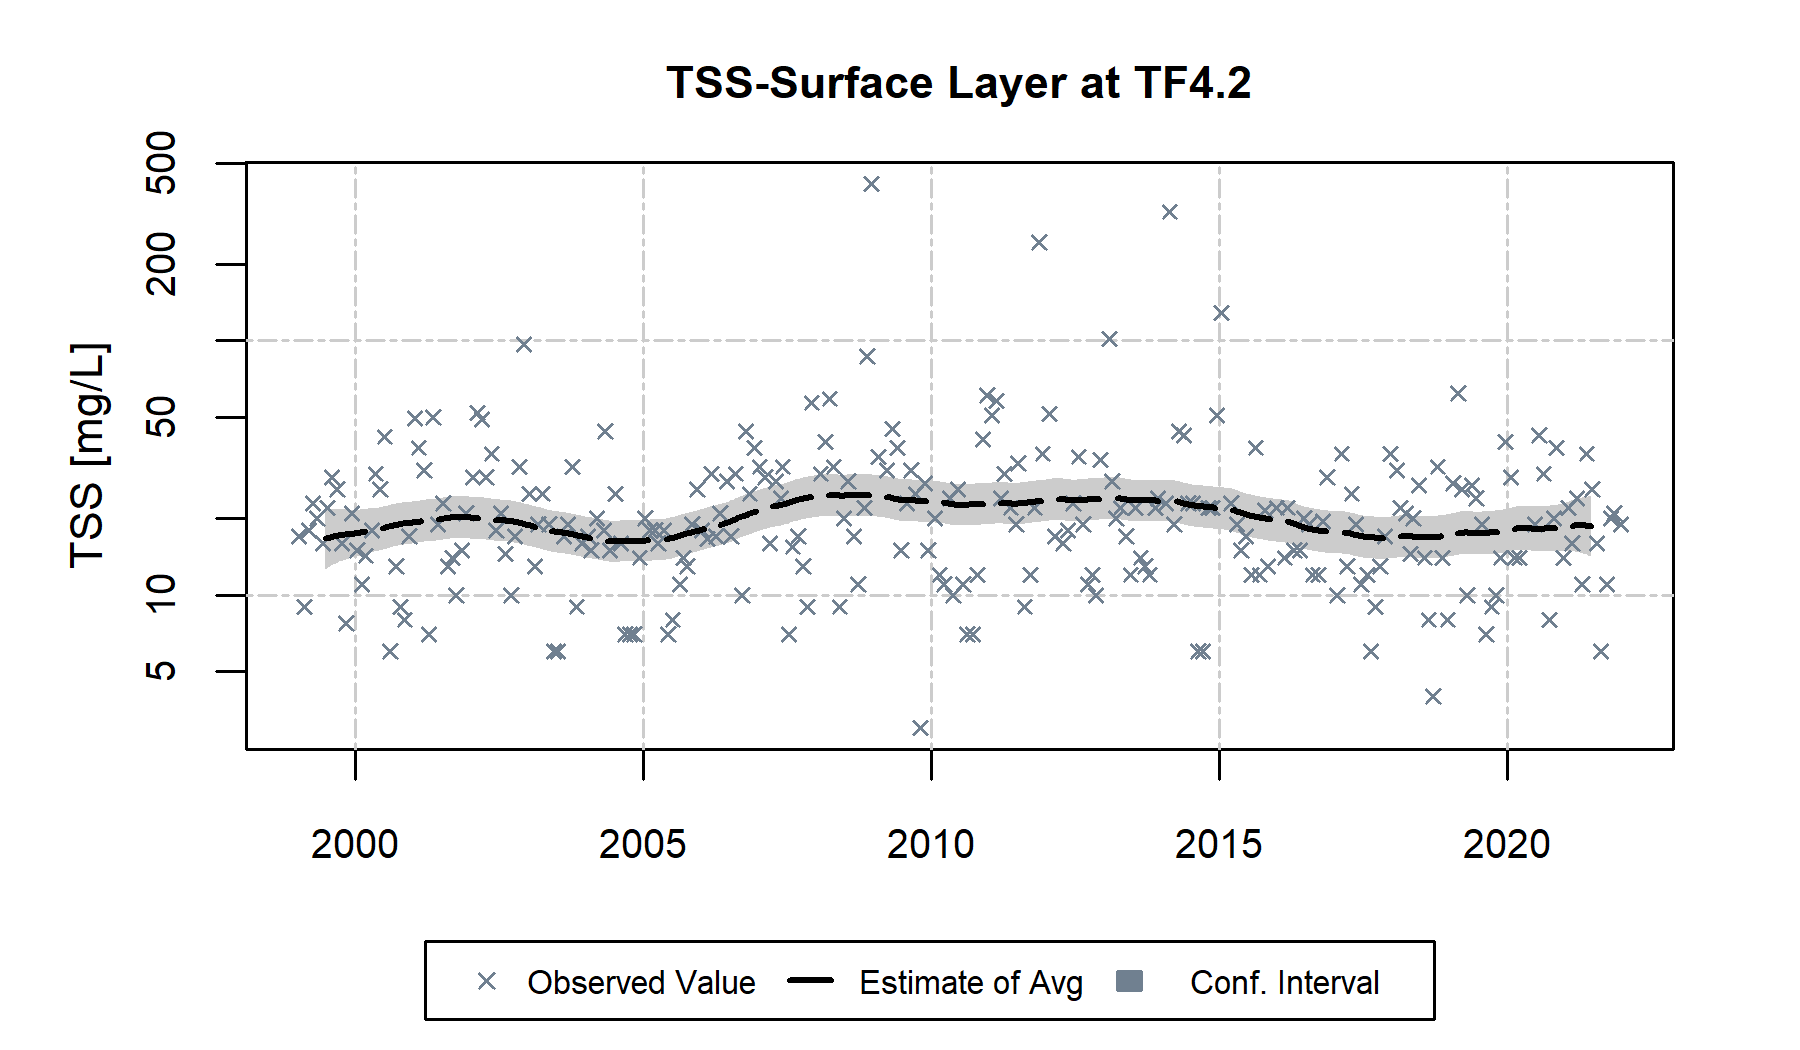 TSS-Surface Layer at TF4.2
TSS [mg/L]
500
200
50
10
5
2000 2005 2010 2015 2020
Observed Value Estimate of Avg Conf. Interval